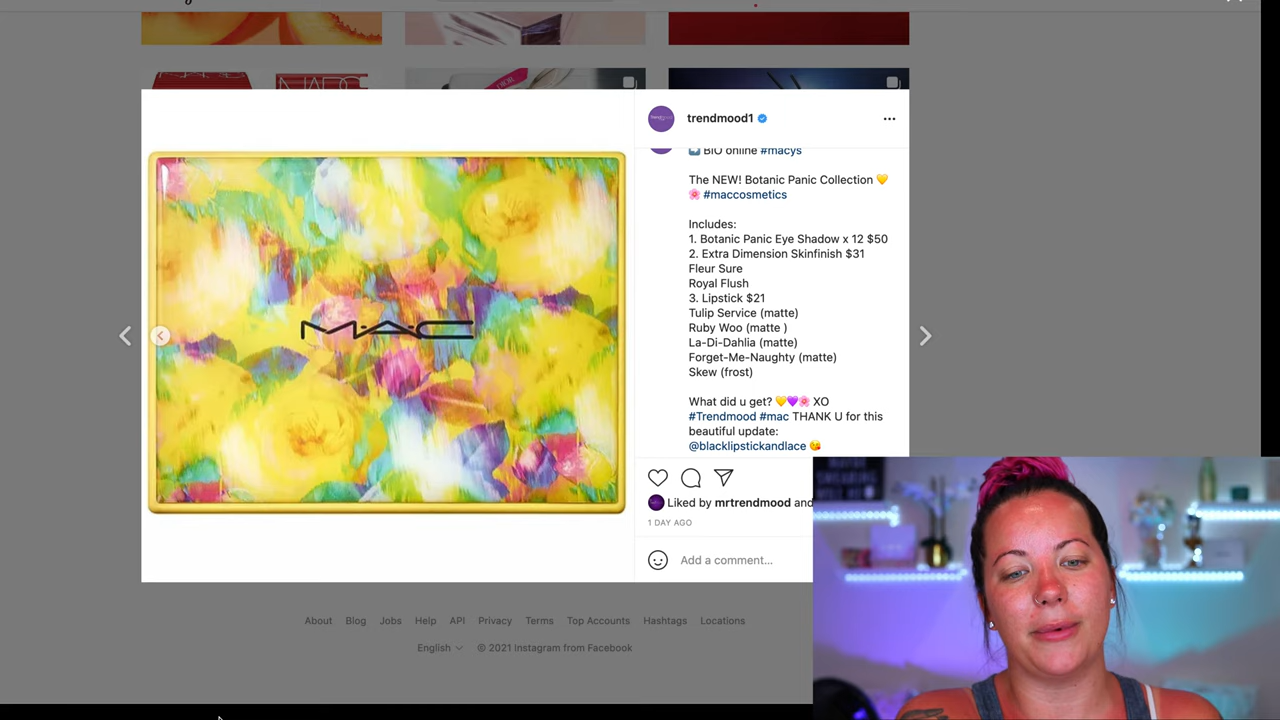 NARS
trendmood1
BIO online #macys
The NEW! Botanic Panic Collection 💛
🌸 #maccosmetics
Includes:
1. Botanic Panic Eye Shadow x 12 $50
2. Extra Dimension Skinfinish $31
Fleur Sure
Royal Flush
3. Lipstick $21
Tulip Service (matte)
Ruby Woo (matte )
La-Di-Dahlia (matte)
Forget-Me-Naughty (matte)
Skew (frost)
What did u get? 💛💜🌸 XO
#Trendmood #mac THANK U for this
beautiful update:
@blacklipstickandlace 😘
MAC
Liked by mrtrendmood and
1 DAY AGO
Add a comment...
About Blog Jobs Help API Privacy Terms Top Accounts Hashtags Locations
English © 2021 Instagram from Facebook